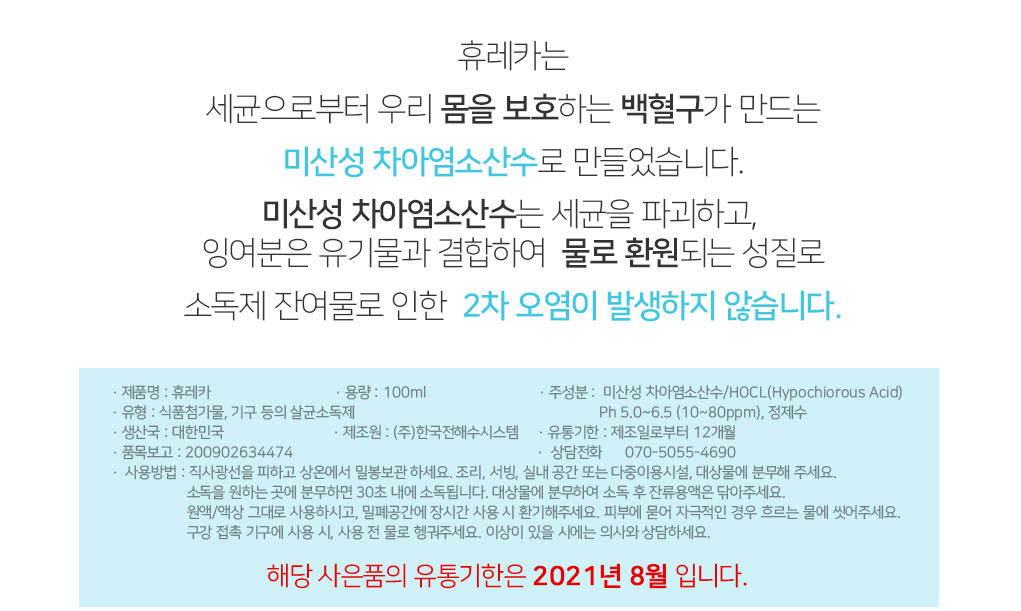 휴레카는
세균으로부터 우리 몸을 보호하는 백혈구가 만드는
미산성 차아염소산수로 만들었습니다.
미산성 차아염소산수는 세균을 파괴하고,
잉여분은 유기물과 결합하여 물로 환원되는 성질로
소독제 잔여물로 인한 2차 오염이 발생하지 않습니다.
· 제품명 : 휴레카 · 용량 : 100ml · 주성분 : 미산성 차아염소산수/HOCL(Hypochiorous Acid)
· 유형 : 식품첨가물, 기구 등의 살균소독제 Ph 5.0~6.5 (10~80ppm), 정제수
· 생산국 : 대한민국 · 제조원 : (주)한국전해수시스템 · 유통기한 : 제조일로부터 12개월
· 품목보고 : 200902634474 · 상담전화 070-5055-4690
· 사용방법 : 직사광선을 피하고 상온에서 밀봉보관 하세요. 조리, 서빙, 실내 공간 또는 다중이용시설, 대상물에 분무해 주세요.
소독을 원하는 곳에 분무하면 30초 내에 소독됩니다. 대상물에 분무하여 소독 후 잔류용액은 닦아주세요.
원액/액상 그대로 사용하시고, 밀폐공간에 장시간 사용 시 환기해주세요. 피부에 묻어 자극적인 경우 흐르는 물에 씻어주세요.
구강 접촉 기구에 사용 시, 사용 전 물로 헹궈주세요. 이상이 있을 시에는 의사와 상담하세요.
해당 사은품의 유통기한은 2021년 8월 입니다.